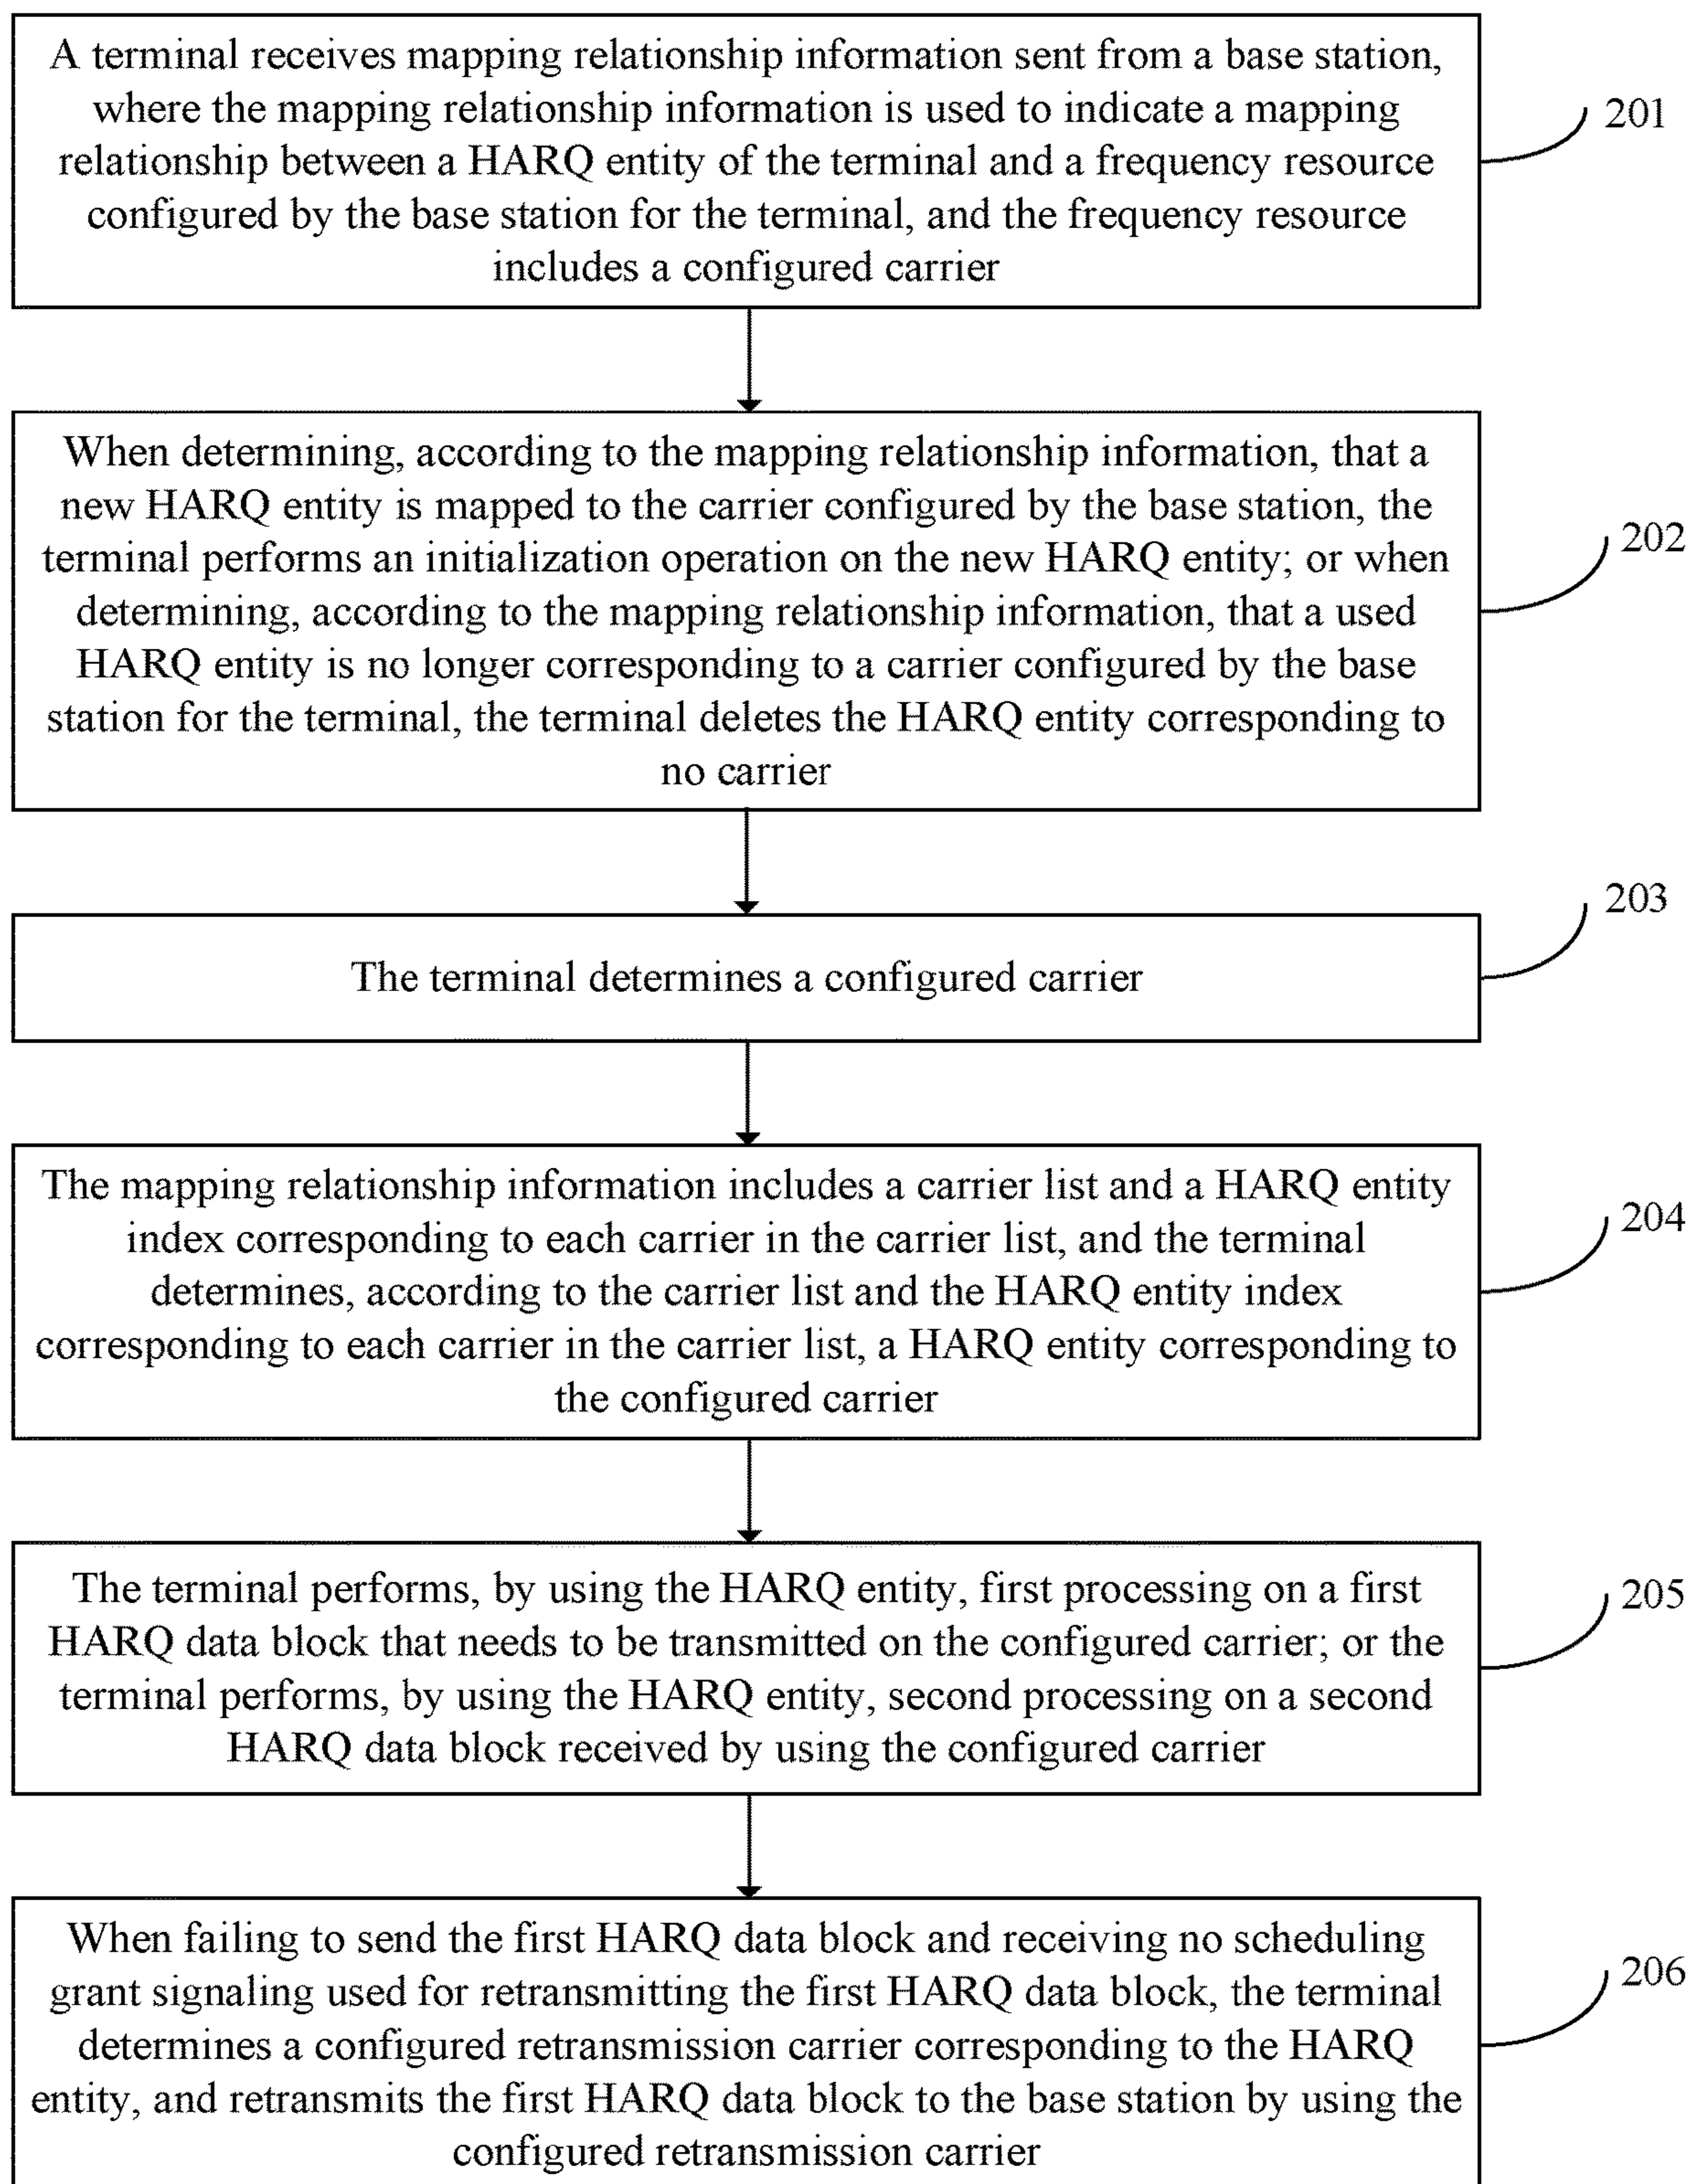 A terminal receives mapping relationship information sent from a base station,
where the mapping relationship information is used to indicate a mapping
relationship between a HARQ entity of the terminal and a frequency resource
configured by the base station for the terminal, and the frequency resource
includes a configured carrier
201
When determining, according to the mapping relationship information, that a
new HARQ entity is mapped to the carrier configured by the base station, the
terminal performs an initialization operation on the new HARQ entity; or when
determining, according to the mapping relationship information, that a used
HARQ entity is no longer corresponding to a carrier configured by the base
station for the terminal, the terminal deletes the HARQ entity corresponding to
no carrier
202
The terminal determines a configured carrier
203
The mapping relationship information includes a carrier list and a HARQ entity
index corresponding to each carrier in the carrier list, and the terminal
determines, according to the carrier list and the HARQ entity index
corresponding to each carrier in the carrier list, a HARQ entity corresponding to
the configured carrier
204
The terminal performs, by using the HARQ entity, first processing on a first
HARQ data block that needs to be transmitted on the configured carrier; or the
terminal performs, by using the HARQ entity, second processing on a second
HARQ data block received by using the configured carrier
205
When failing to send the first HARQ data block and receiving no scheduling
grant signaling used for retransmitting the first HARQ data block, the terminal
determines a configured retransmission carrier corresponding to the HARQ
entity, and retransmits the first HARQ data block to the base station by using the
configured retransmission carrier
206